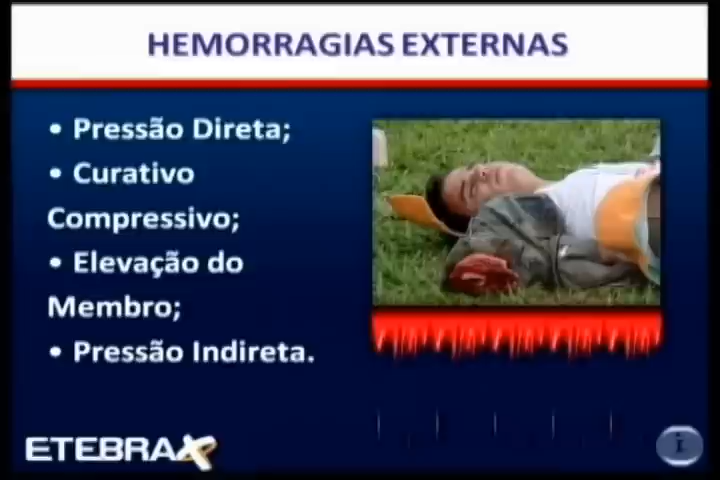 HEMORRAGIAS EXTERNAS
• Pressão Direta;
• Curativo
Compressivo;
• Elevação do
Membro;
• Pressão Indireta.
ETEBRAX
i